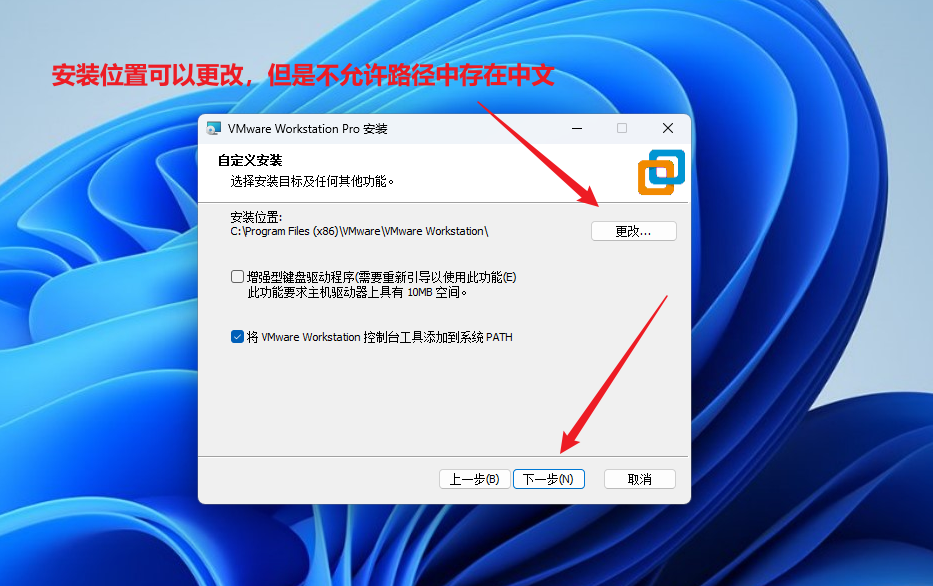 安装位置可以更改，但是不允许路径中存在中文
VMware Workstation Pro 安装
自定义安装
选择安装目标及任何其他功能。
安装位置:
C:\Program Files (x86)\VMware\VMware Workstation\
更改...
增强型键盘驱动程序(需要重新引导以使用此功能(E)
此功能要求主机驱动器上具有 10MB 空间。
将 VMware Workstation 控制台工具添加到系统 PATH
上一步(B) 下一步(N) 取消